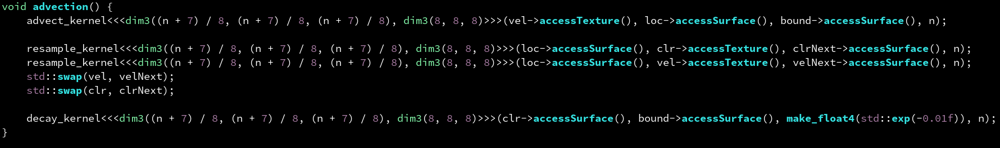 void advection() {
    advect_kernel<<<dim3((n + 7) / 8, (n + 7) / 8, (n + 7) / 8), dim3(8, 8, 8)>>>(vel->accessTexture(), loc->accessSurface(), bound->accessSurface(), n);
    resample_kernel<<<dim3((n + 7) / 8, (n + 7) / 8, (n + 7) / 8), dim3(8, 8, 8)>>>(loc->accessSurface(), clr->accessTexture(), clrNext->accessSurface(), n);
    resample_kernel<<<dim3((n + 7) / 8, (n + 7) / 8, (n + 7) / 8), dim3(8, 8, 8)>>>(loc->accessSurface(), vel->accessTexture(), velNext->accessSurface(), n);
    std::swap(vel, velNext);
    std::swap(clr, clrNext);
    decay_kernel<<<dim3((n + 7) / 8, (n + 7) / 8, (n + 7) / 8), dim3(8, 8, 8)>>>(clr->accessSurface(), bound->accessSurface(), make_float4(std::exp(-0.01f)), n);
}